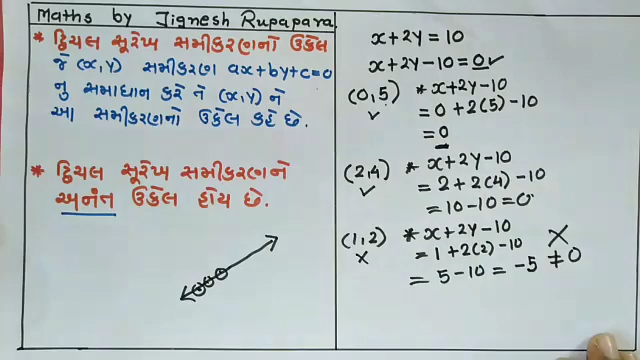 Maths by Jignesh Rupapara
* દ્વિચલ સુરેખ સમીકરણનો ઉકેલ
જે (x,y) સમીકરણ ax+by+c=0
નુ સમાધાન કરે તે (x,y) ને
આ સમીકરણનો ઉકેલ કહે છે.
* દ્વિચલ સુરેખ સમીકરણને
અનંત ઉકેલ હોય છે.
x+2y=10
x+2y-10=0✓
(0,5) * x+2y-10
✓ =0+2(5)-10
=0
(2,4) * x+2y-10
✓ =2+2(4)-10
=10-10=0
(1,2) * x+2y-10 ×
× =1+2(2)-10
=5-10=-5≠0